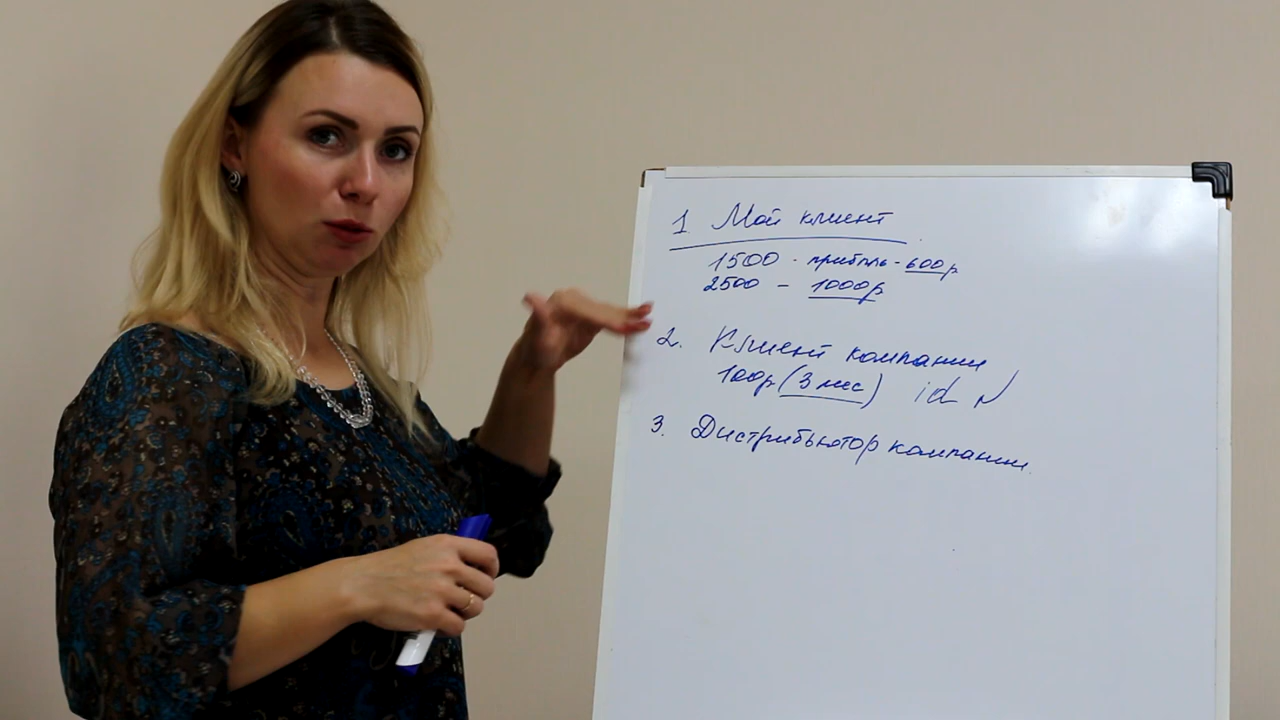 1 Мой клиент
1500 - прибыль - 600р
2500 - 1000р
2. Клиент компании
100р (3 мес) id N
3. Дистрибьютор компании